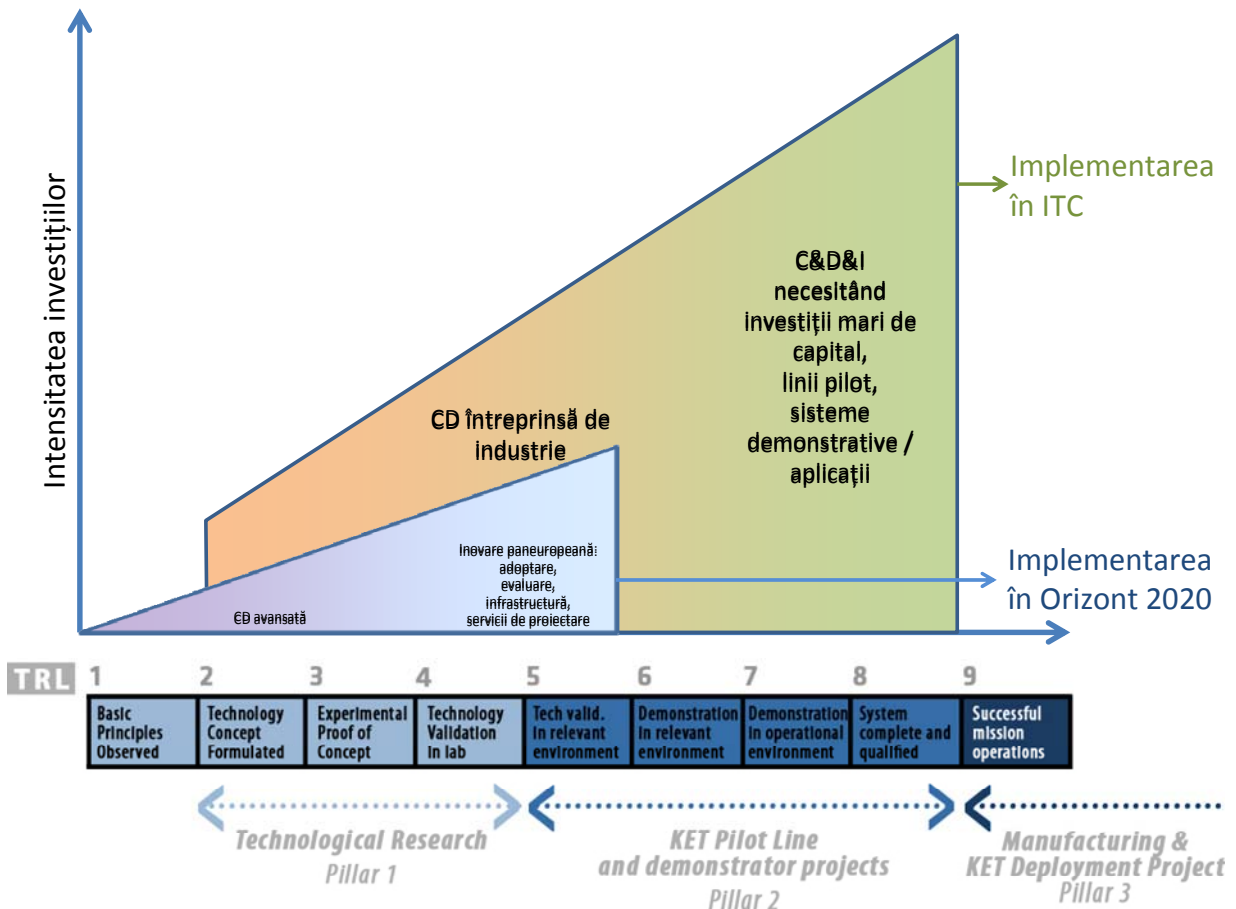 Intensitatea investițiilor
Implementarea
în ITC
C&D&I
necesitând
investiții mari de
capital,
linii pilot,
sisteme
demonstrative /
aplicații
CD întreprinsă de
industrie
Inovare paneuropeană:
adoptare,
evaluare,
infrastructură,
servicii de proiectare
CD avansată
Implementarea
în Orizont 2020
TRL 1 2 3 4 5 6 7 8 9
Basic
Principles
Observed
Technology
Concept
Formulated
Experimental
Proof of
Concept
Technology
Validation
in lab
Tech valid.
in relevant
environment
Demonstration
in relevant
environment
Demonstration
in operational
environment
System
complete and
qualified
Successful
mission
operations
Technological Research
Pillar 1
KET Pilot Line
and demonstrator projects
Pillar 2
Manufacturing &
KET Deployment Project
Pillar 3